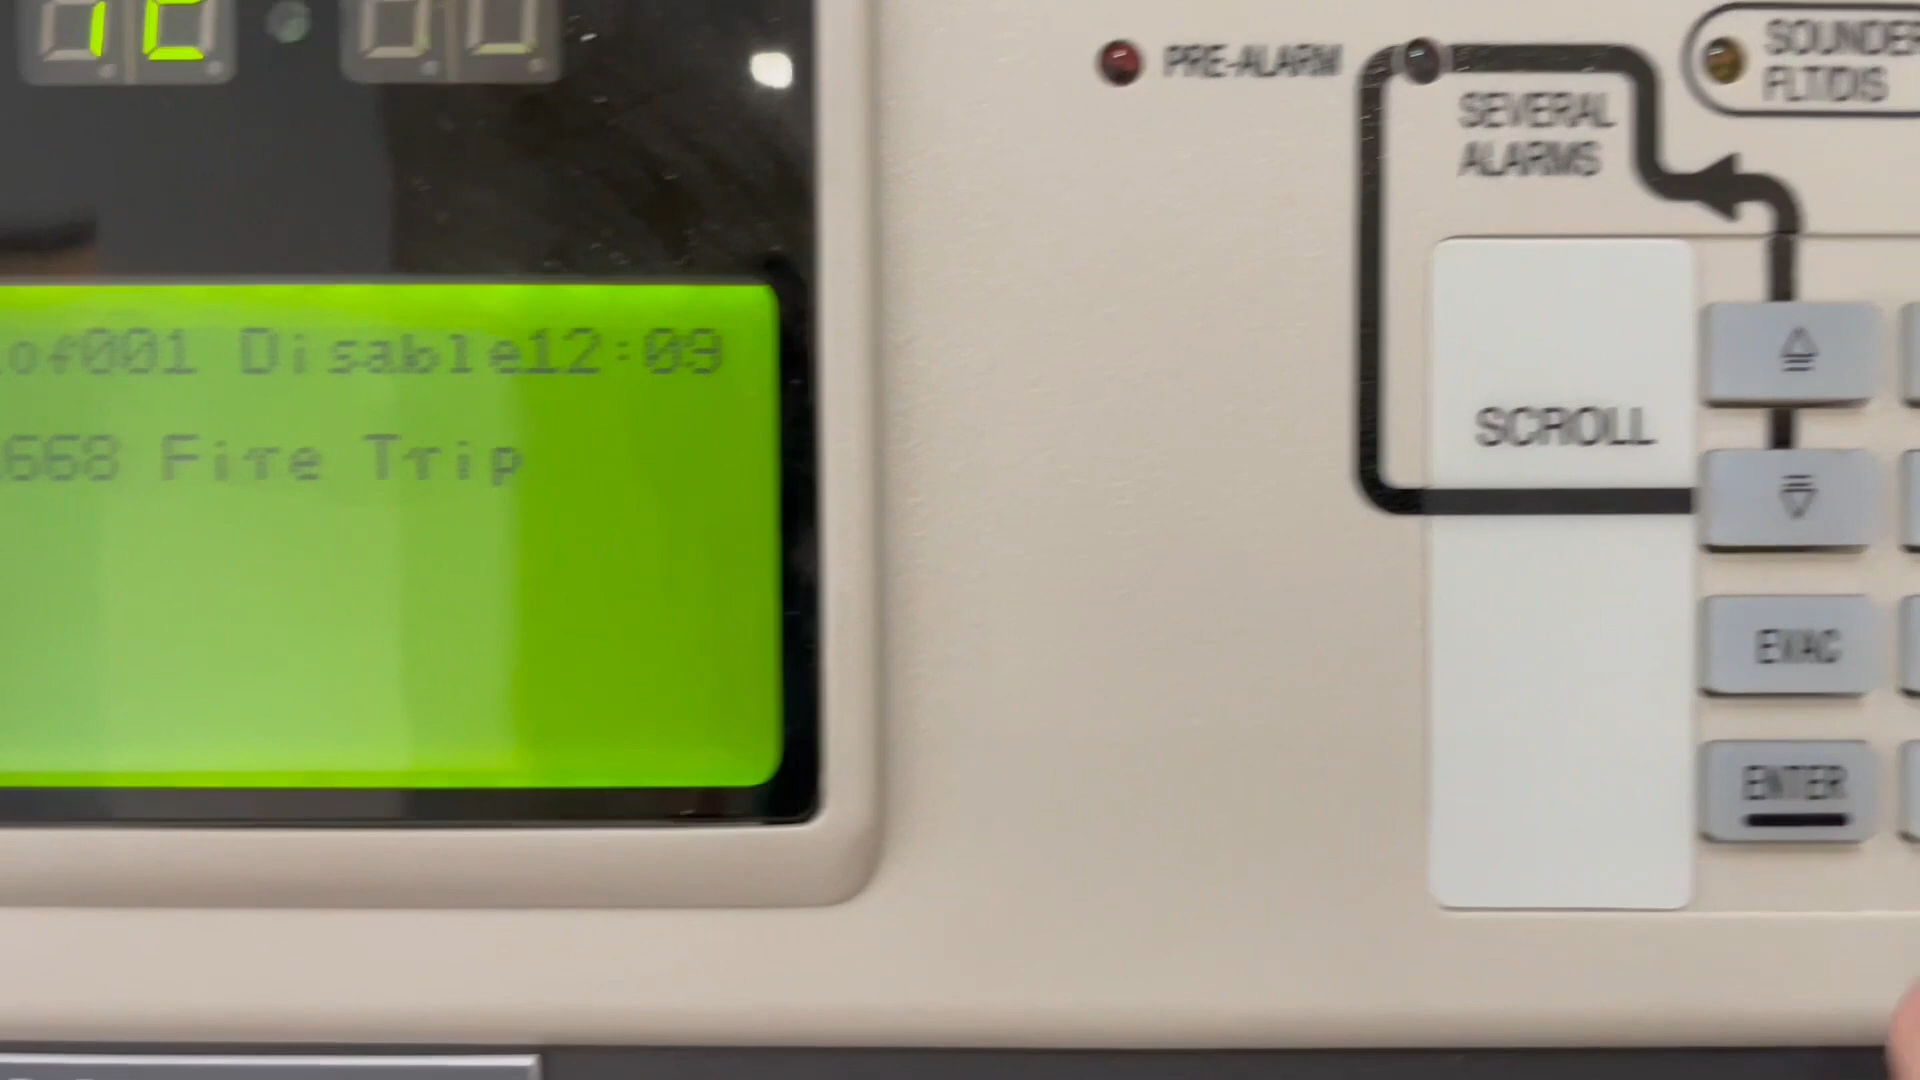 PRE-ALARM
SEVERAL
ALARMS
SOUNDER
FLT/DIS
of001 Disable12:09
668 Fire Trip
SCROLL
EVAC
ENTER